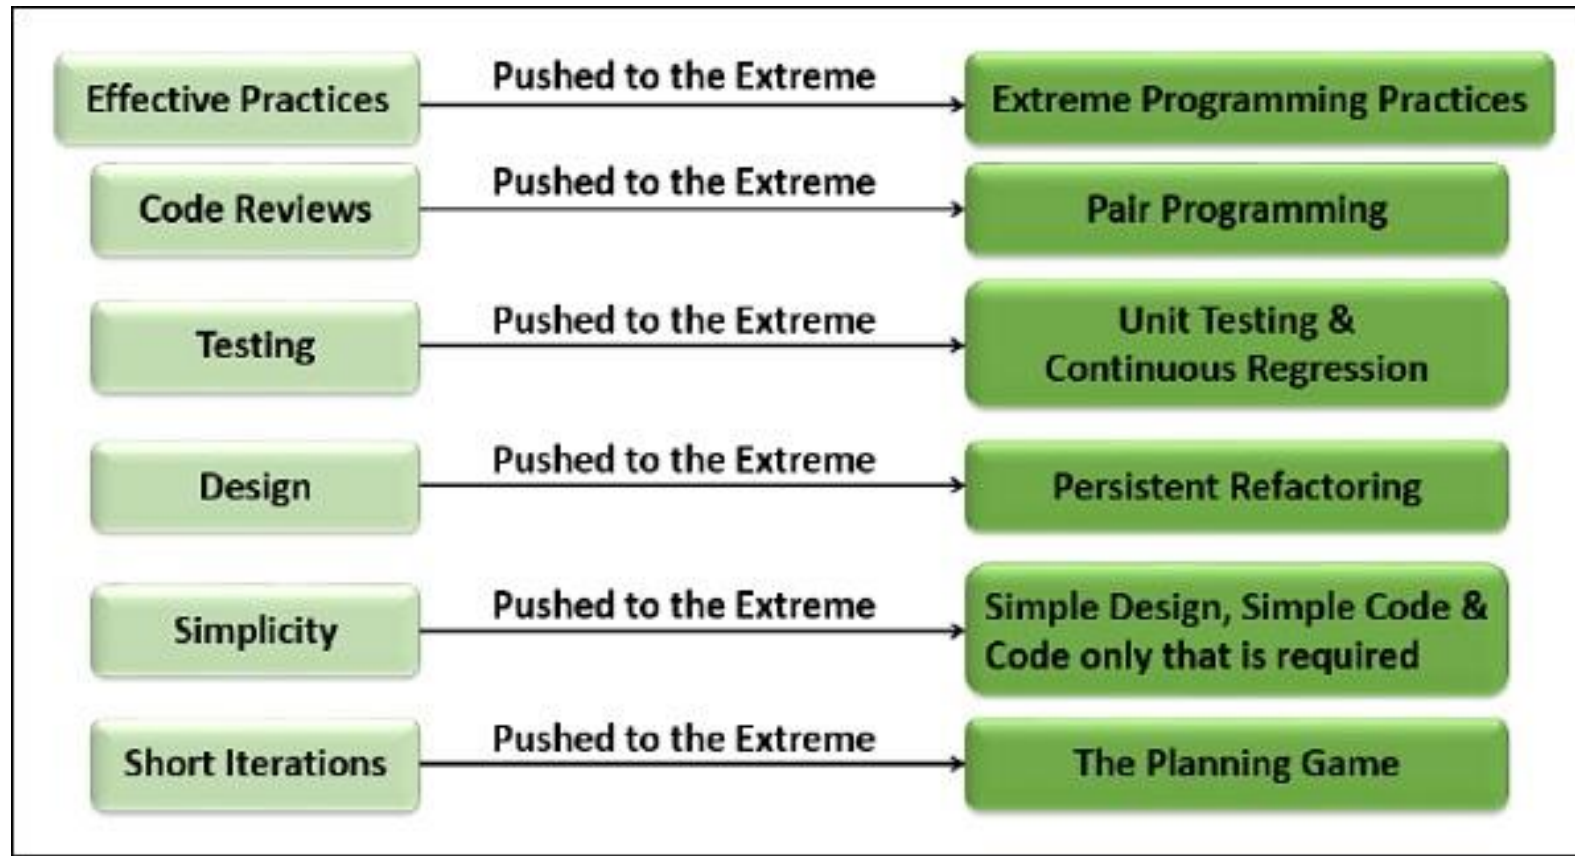 Effective Practices
Pushed to the Extreme
Extreme Programming Practices
Code Reviews
Pushed to the Extreme
Pair Programming
Testing
Pushed to the Extreme
Unit Testing &
Continuous Regression
Design
Pushed to the Extreme
Persistent Refactoring
Simplicity
Pushed to the Extreme
Simple Design, Simple Code &
Code only that is required
Short Iterations
Pushed to the Extreme
The Planning Game